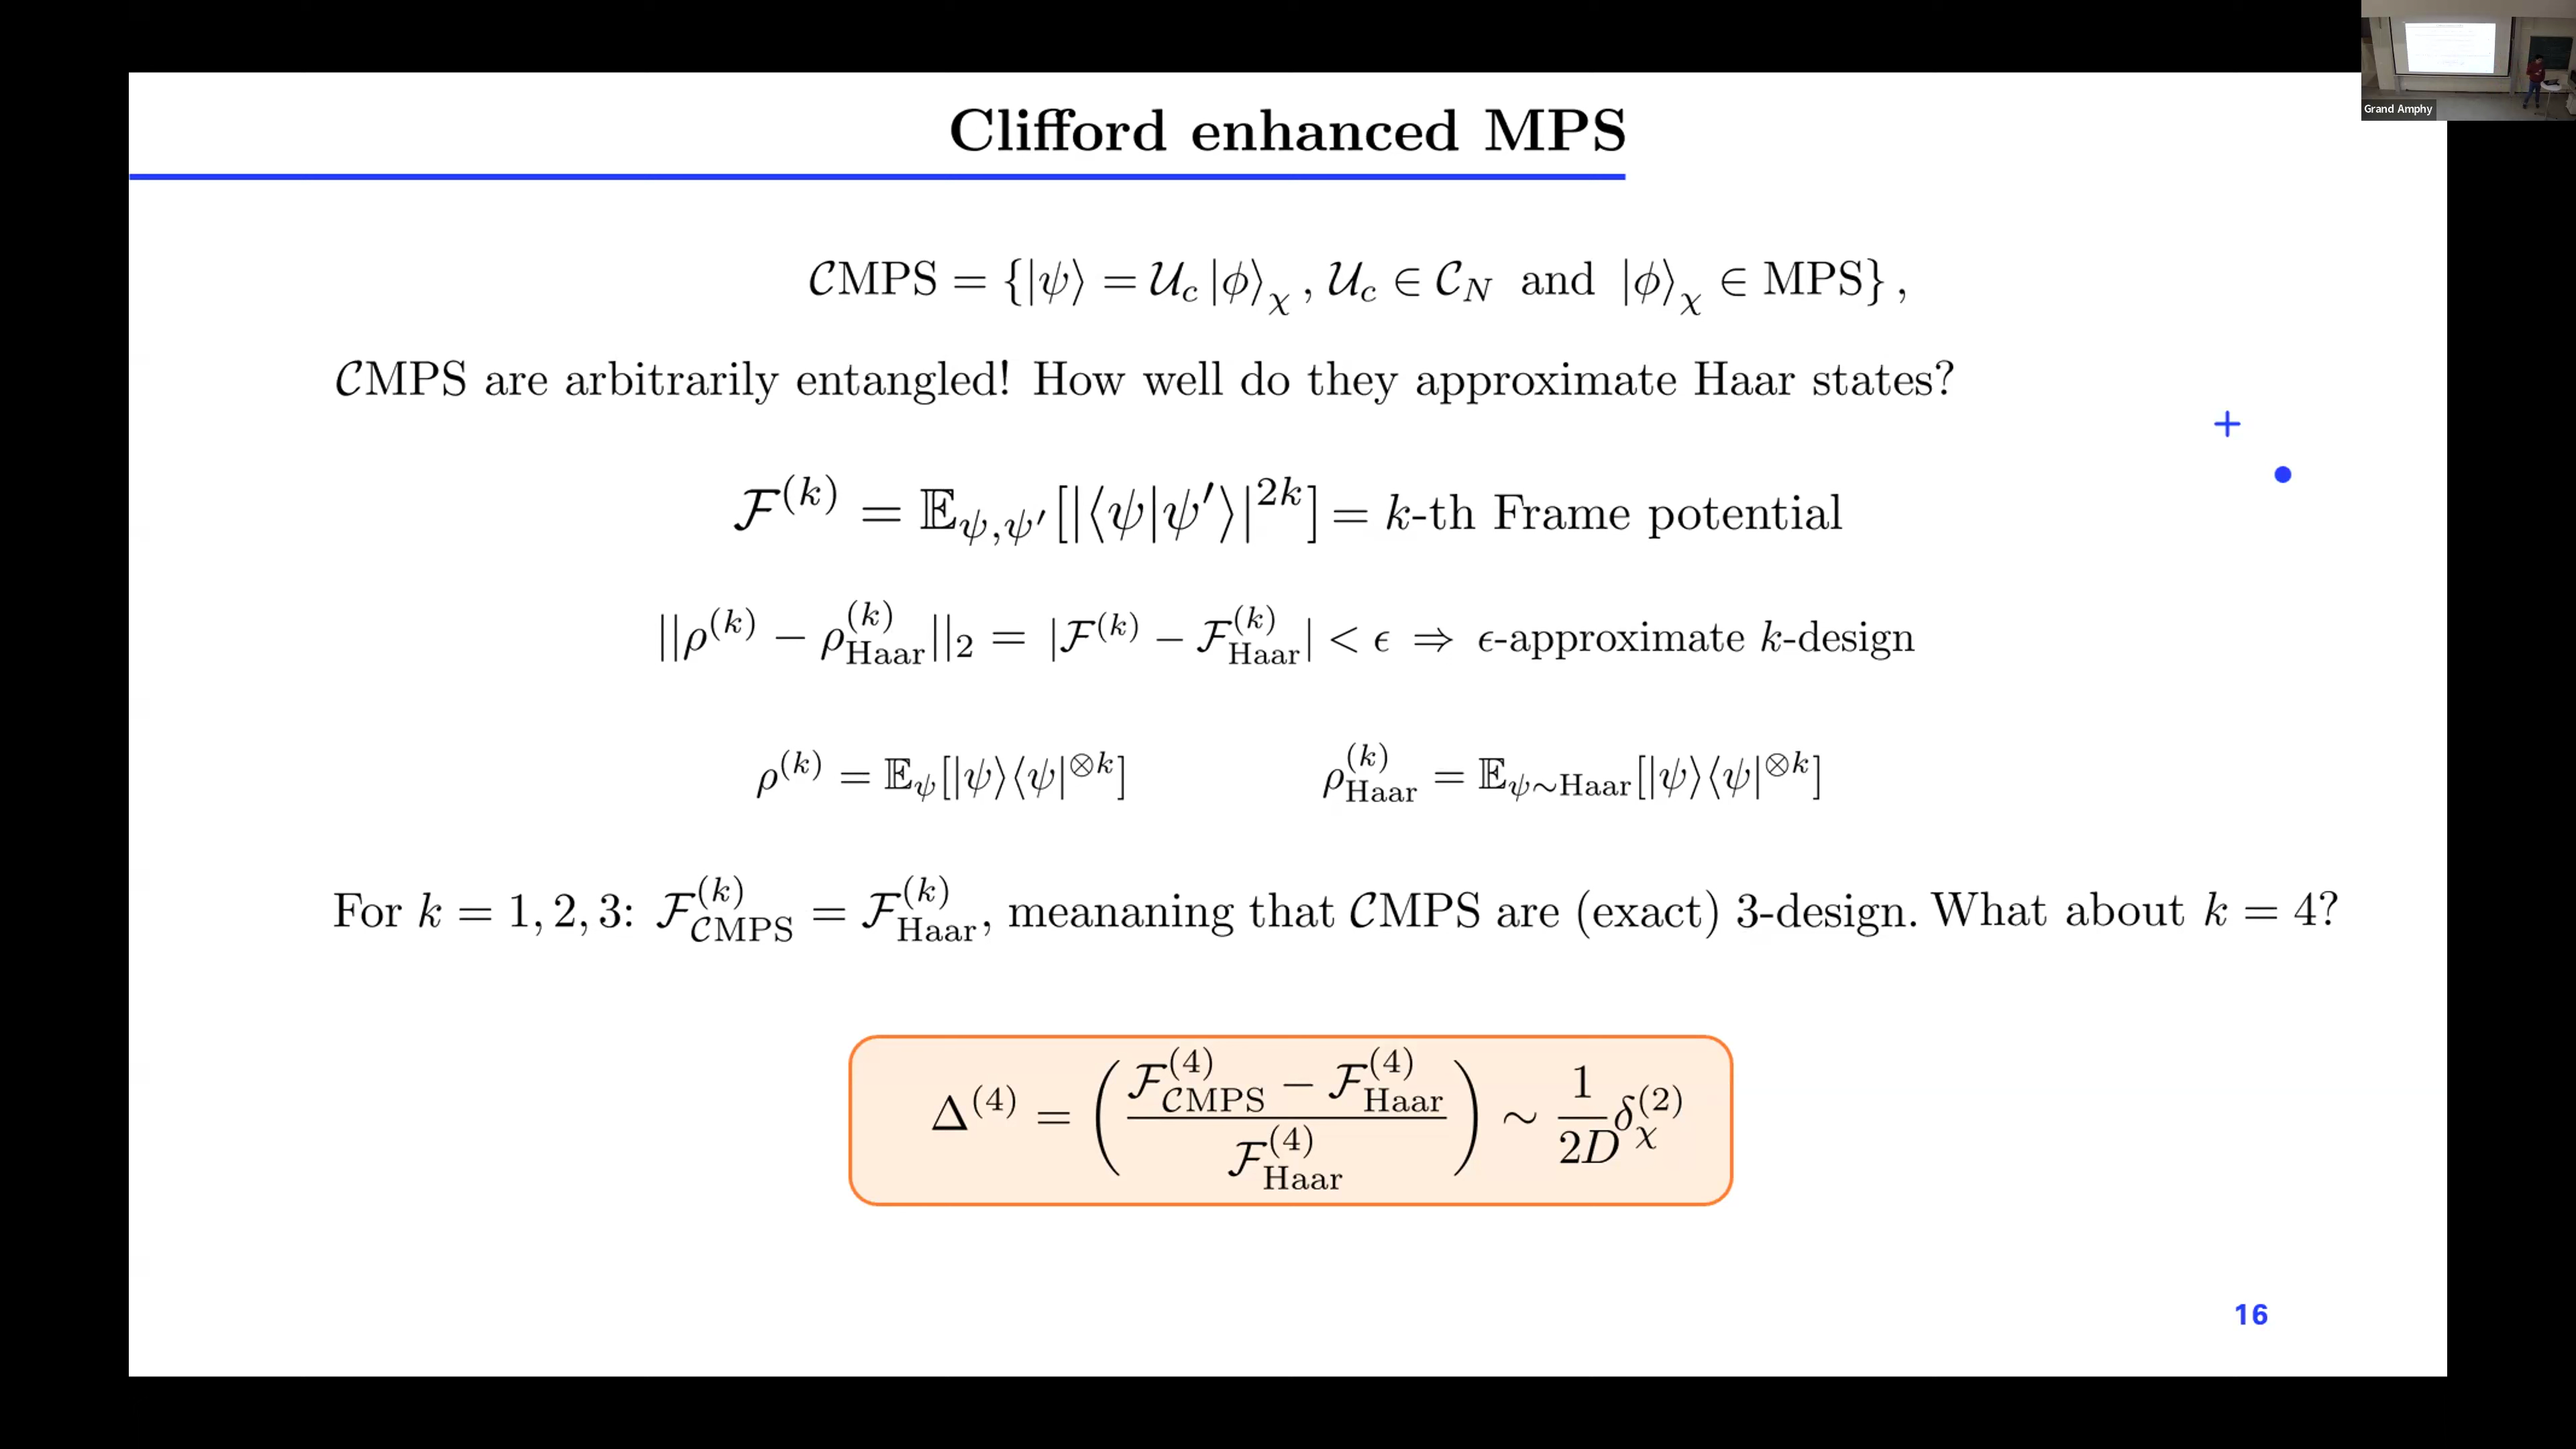 Grand Amphy
Clifford enhanced MPS
𝒞MPS = {|ψ⟩ = 𝒰_c |ϕ⟩_χ , 𝒰_c ∈ 𝒞_N and |ϕ⟩_χ ∈ MPS} ,
𝒞MPS are arbitrarily entangled! How well do they approximate Haar states?
ℱ^(k) = 𝔼_{ψ,ψ′}[|⟨ψ|ψ′⟩|^{2k}] = k-th Frame potential
||ρ^(k) − ρ^(k)_Haar||_2 = |ℱ^(k) − ℱ^(k)_Haar| < ϵ ⇒ ϵ-approximate k-design
ρ^(k) = 𝔼_ψ[|ψ⟩⟨ψ|^{⊗k}] ρ^(k)_Haar = 𝔼_{ψ∼Haar}[|ψ⟩⟨ψ|^{⊗k}]
For k = 1, 2, 3: ℱ^(k)_𝒞MPS = ℱ^(k)_Haar, meananing that 𝒞MPS are (exact) 3-design. What about k = 4?
Δ^(4) = ((ℱ^(4)_𝒞MPS − ℱ^(4)_Haar) / ℱ^(4)_Haar) ∼ 1/2D δ^(2)_χ
16